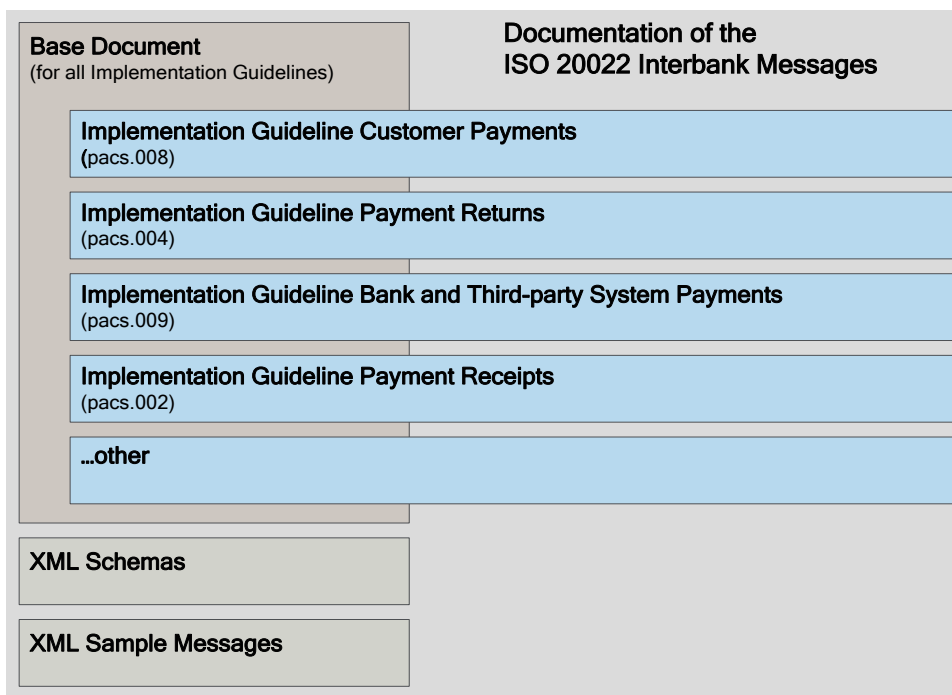 Base Document
(for all Implementation Guidelines)
Documentation of the
ISO 20022 Interbank Messages
Implementation Guideline Customer Payments
(pacs.008)
Implementation Guideline Payment Returns
(pacs.004)
Implementation Guideline Bank and Third-party System Payments
(pacs.009)
Implementation Guideline Payment Receipts
(pacs.002)
...other
XML Schemas
XML Sample Messages